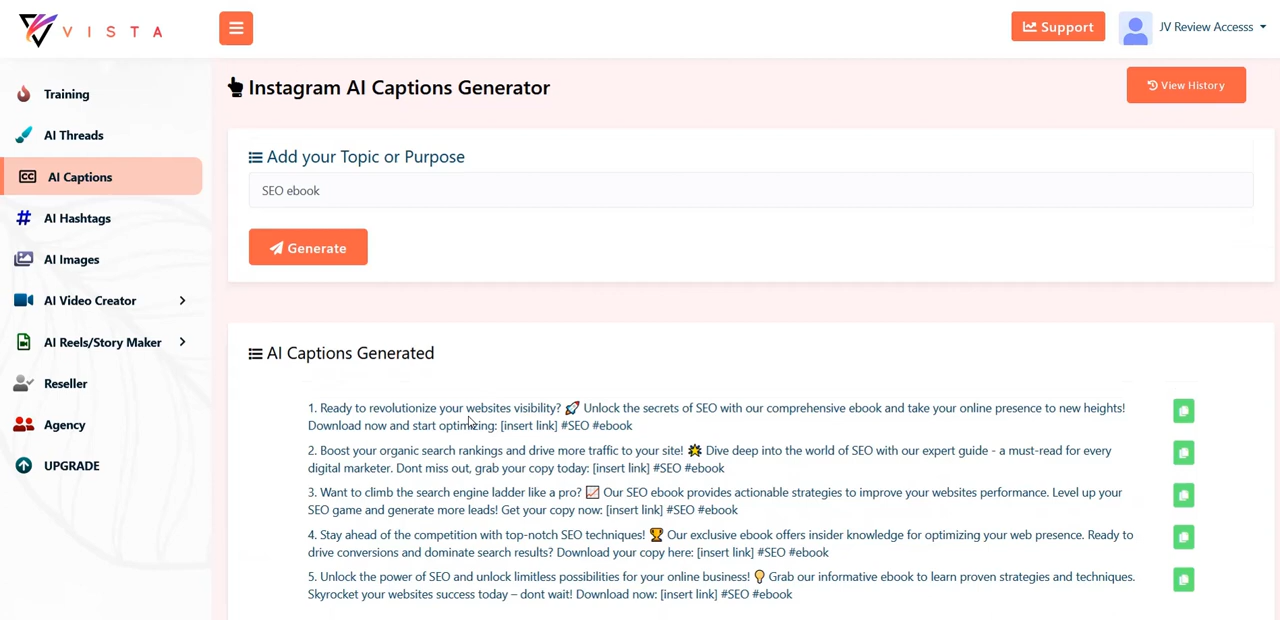 VISTA
Support
JV Review Accesss
Training
AI Threads
CC AI Captions
# AI Hashtags
AI Images
AI Video Creator
AI Reels/Story Maker
Reseller
Agency
UPGRADE
Instagram AI Captions Generator
View History
Add your Topic or Purpose
SEO ebook
Generate
AI Captions Generated
1. Ready to revolutionize your websites visibility? 🚀 Unlock the secrets of SEO with our comprehensive ebook and take your online presence to new heights!
Download now and start optimizing: [insert link] #SEO #ebook
2. Boost your organic search rankings and drive more traffic to your site! 🌟 Dive deep into the world of SEO with our expert guide - a must-read for every
digital marketer. Dont miss out, grab your copy today: [insert link] #SEO #ebook
3. Want to climb the search engine ladder like a pro? 📈 Our SEO ebook provides actionable strategies to improve your websites performance. Level up your
SEO game and generate more leads! Get your copy now: [insert link] #SEO #ebook
4. Stay ahead of the competition with top-notch SEO techniques! 🏆 Our exclusive ebook offers insider knowledge for optimizing your web presence. Ready to
drive conversions and dominate search results? Download your copy here: [insert link] #SEO #ebook
5. Unlock the power of SEO and unlock limitless possibilities for your online business! 💡 Grab our informative ebook to learn proven strategies and techniques.
Skyrocket your websites success today – dont wait! Download now: [insert link] #SEO #ebook